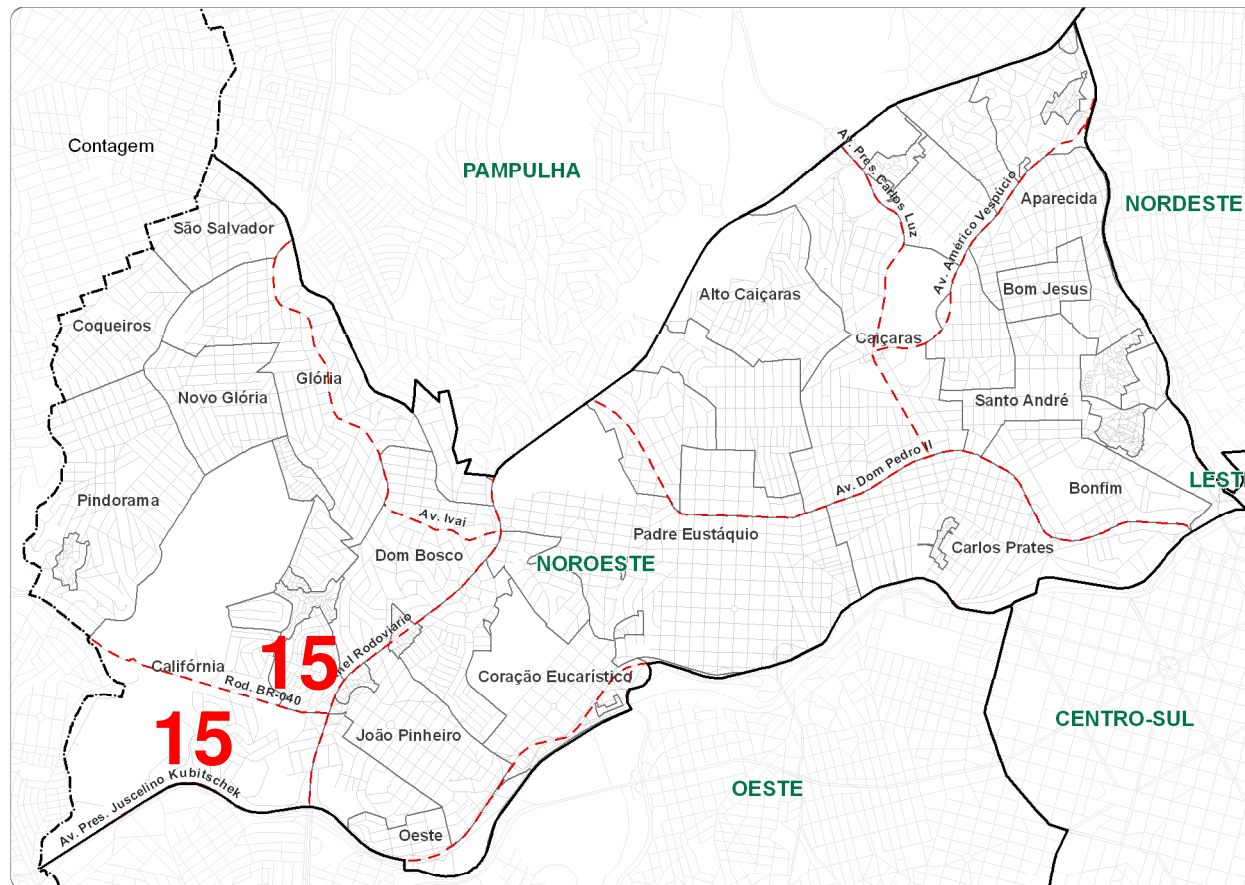 Contagem
PAMPULHA
Av. Pres. Carlos Luz
Av. Américo Vespúcio
Aparecida
NORDESTE
São Salvador
Coqueiros
Alto Caiçaras
Bom Jesus
Caiçaras
Glória
Novo Glória
Santo André
Pindorama
Av. Dom Pedro II
Bonfim
LEST
Av. Ivaí
Padre Eustáquio
Dom Bosco
NOROESTE
Carlos Prates
15
nel Rodoviário
Califórnia
Rod. BR-040
Coração Eucarístico
15
João Pinheiro
CENTRO-SUL
Av. Pres. Juscelino Kubitschek
OESTE
Oeste